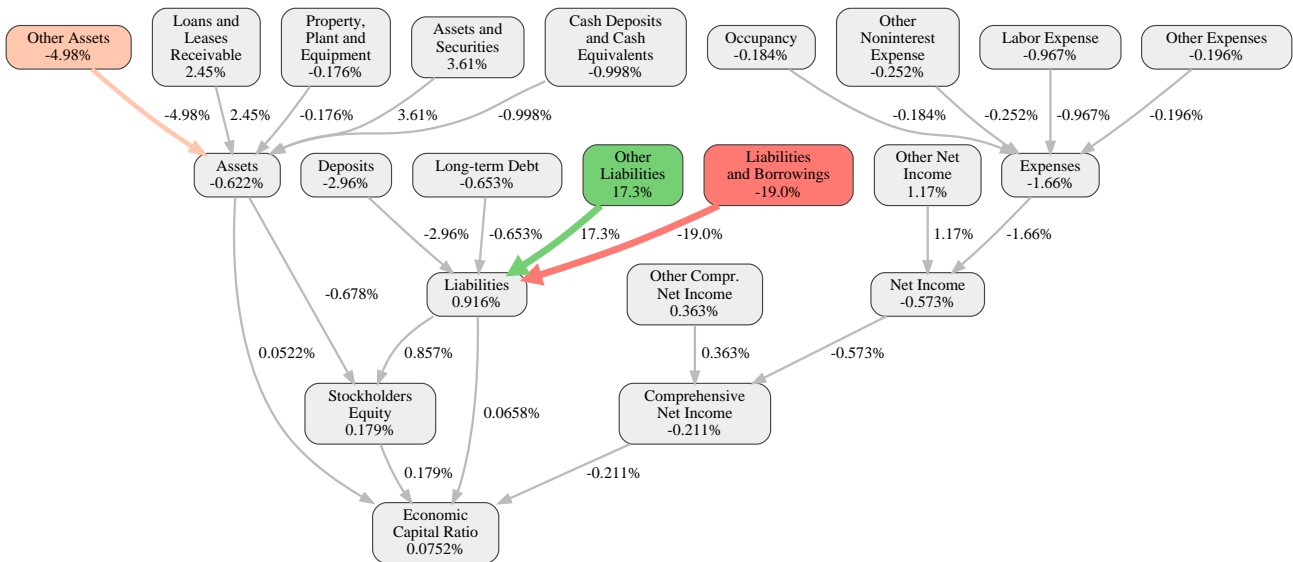 Other Assets
-4.98%
Loans and
Leases
Receivable
2.45%
Property,
Plant and
Equipment
-0.176%
Assets and
Securities
3.61%
Cash Deposits
and Cash
Equivalents
-0.998%
Occupancy
-0.184%
Other
Noninterest
Expense
-0.252%
Labor Expense
-0.967%
Other Expenses
-0.196%
-4.98%
2.45%
-0.176%
3.61%
-0.998%
-0.184%
-0.252%
-0.967%
-0.196%
Assets
-0.622%
Deposits
-2.96%
Long-term Debt
-0.653%
Other
Liabilities
17.3%
Liabilities
and Borrowings
-19.0%
Other Net
Income
1.17%
Expenses
-1.66%
-2.96%
-0.653%
17.3%
-19.0%
1.17%
-1.66%
-0.678%
Liabilities
0.916%
Other Compr.
Net Income
0.363%
Net Income
-0.573%
0.0522%
0.857%
0.363%
-0.573%
Stockholders
Equity
0.179%
0.0658%
Comprehensive
Net Income
-0.211%
0.179%
-0.211%
Economic
Capital Ratio
0.0752%